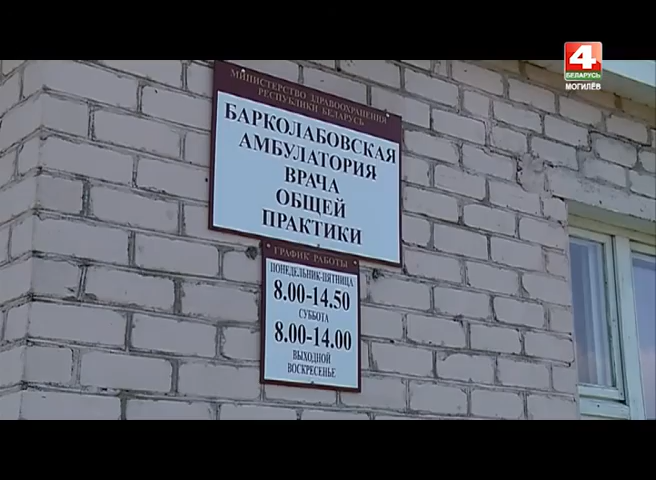 4
БЕЛАРУСЬ
МОГИЛЁВ
МИНИСТЕРСТВО ЗДРАВООХРАНЕНИЯ
РЕСПУБЛИКИ БЕЛАРУСЬ
БАРКОЛАБОВСКАЯ
АМБУЛАТОРИЯ
ВРАЧА
ОБЩЕЙ
ПРАКТИКИ
ГРАФИК РАБОТЫ
ПОНЕДЕЛЬНИК-ПЯТНИЦА
8.00-14.50
СУББОТА
8.00-14.00
ВЫХОДНОЙ
ВОСКРЕСЕНЬЕ